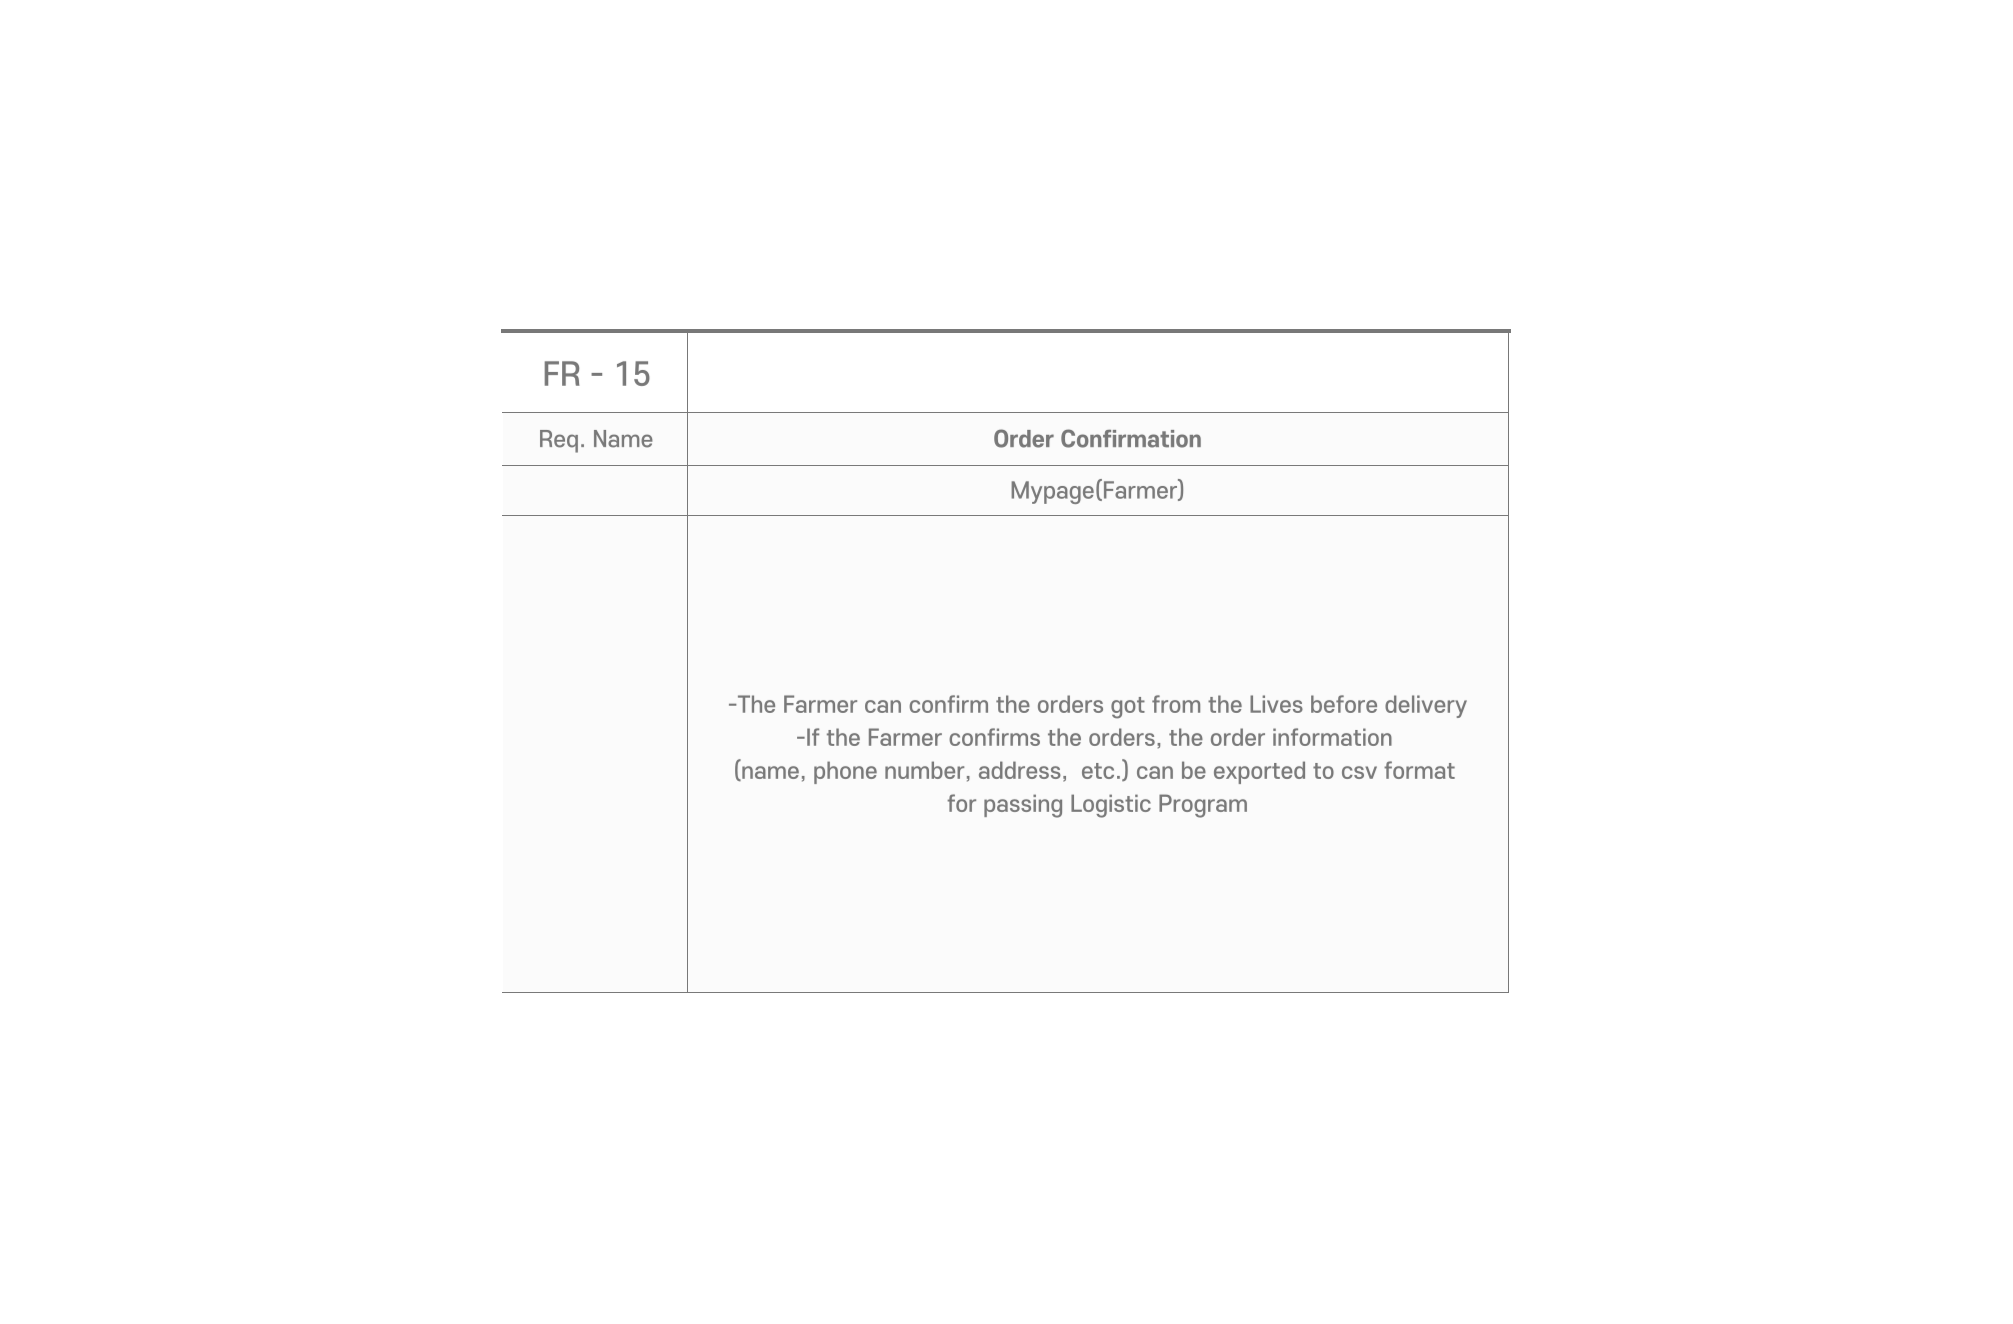 FR - 15
Req. Name
Order Confirmation
Mypage(Farmer)
-The Farmer can confirm the orders got from the Lives before delivery
-If the Farmer confirms the orders, the order information
(name, phone number, address,  etc.) can be exported to csv format
for passing Logistic Program